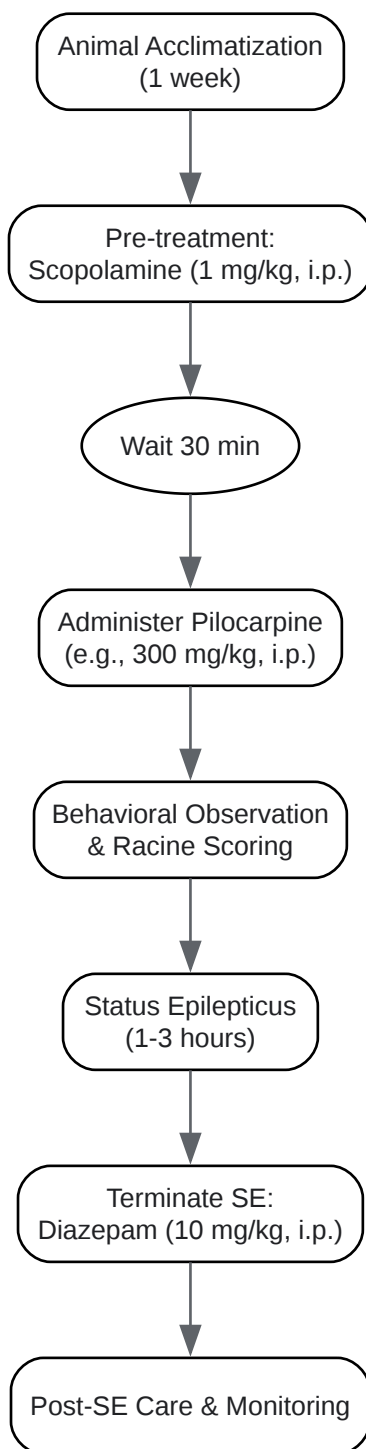 Animal Acclimatization
(1 week)
Pre-treatment:
Scopolamine (1 mg/kg, i.p.)
Wait 30 min
Administer Pilocarpine
(e.g., 300 mg/kg, i.p.)
Behavioral Observation
& Racine Scoring
Status Epilepticus
(1-3 hours)
Terminate SE:
Diazepam (10 mg/kg, i.p.)
Post-SE Care & Monitoring